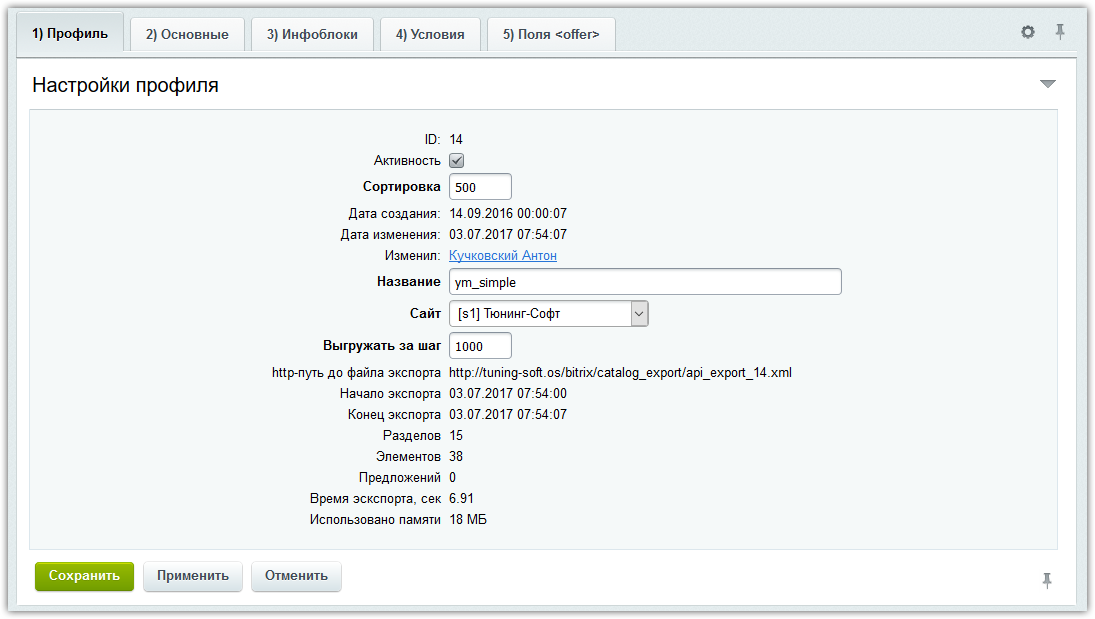 1) Профиль 2) Основные 3) Инфоблоки 4) Условия 5) Поля <offer>
Настройки профиля
ID: 14
Активность
Сортировка 500
Дата создания: 14.09.2016 00:00:07
Дата изменения: 03.07.2017 07:54:07
Изменил: Кучковский Антон
Название ym_simple
Сайт [s1] Тюнинг-Софт
Выгружать за шаг 1000
http-путь до файла экспорта http://tuning-soft.os/bitrix/catalog_export/api_export_14.xml
Начало экспорта 03.07.2017 07:54:00
Конец экспорта 03.07.2017 07:54:07
Разделов 15
Элементов 38
Предложений 0
Время эскспорта, сек 6.91
Использовано памяти 18 МБ
Сохранить Применить Отменить